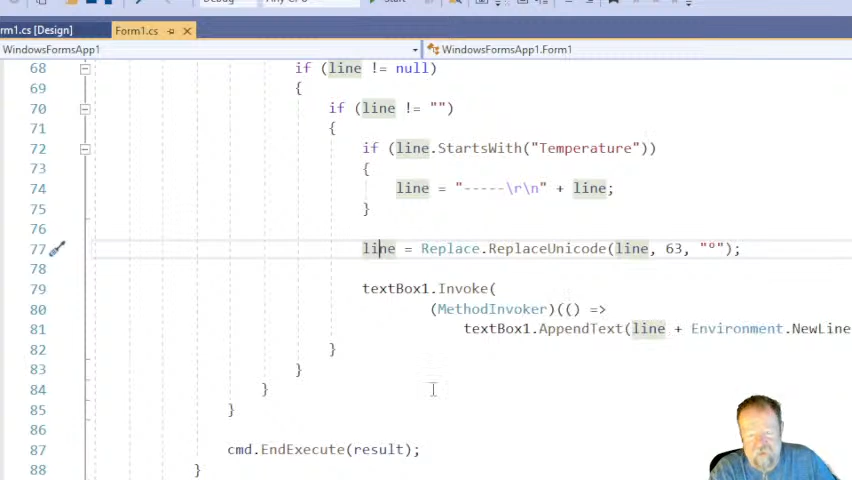 rm1.cs [Design]
Form1.cs
WindowsFormsApp1
WindowsFormsApp1.Form1
68 if (line != null)
69 {
70 if (line != "")
71 {
72 if (line.StartsWith("Temperature"))
73 {
74 line = "-----\r\n" + line;
75 }
76
77 line = Replace.ReplaceUnicode(line, 63, "º");
78
79 textBox1.Invoke(
80 (MethodInvoker)(() =>
81 textBox1.AppendText(line + Environment.NewLine
82 }
83 }
84 }
85 }
86
87 cmd.EndExecute(result);
88 }